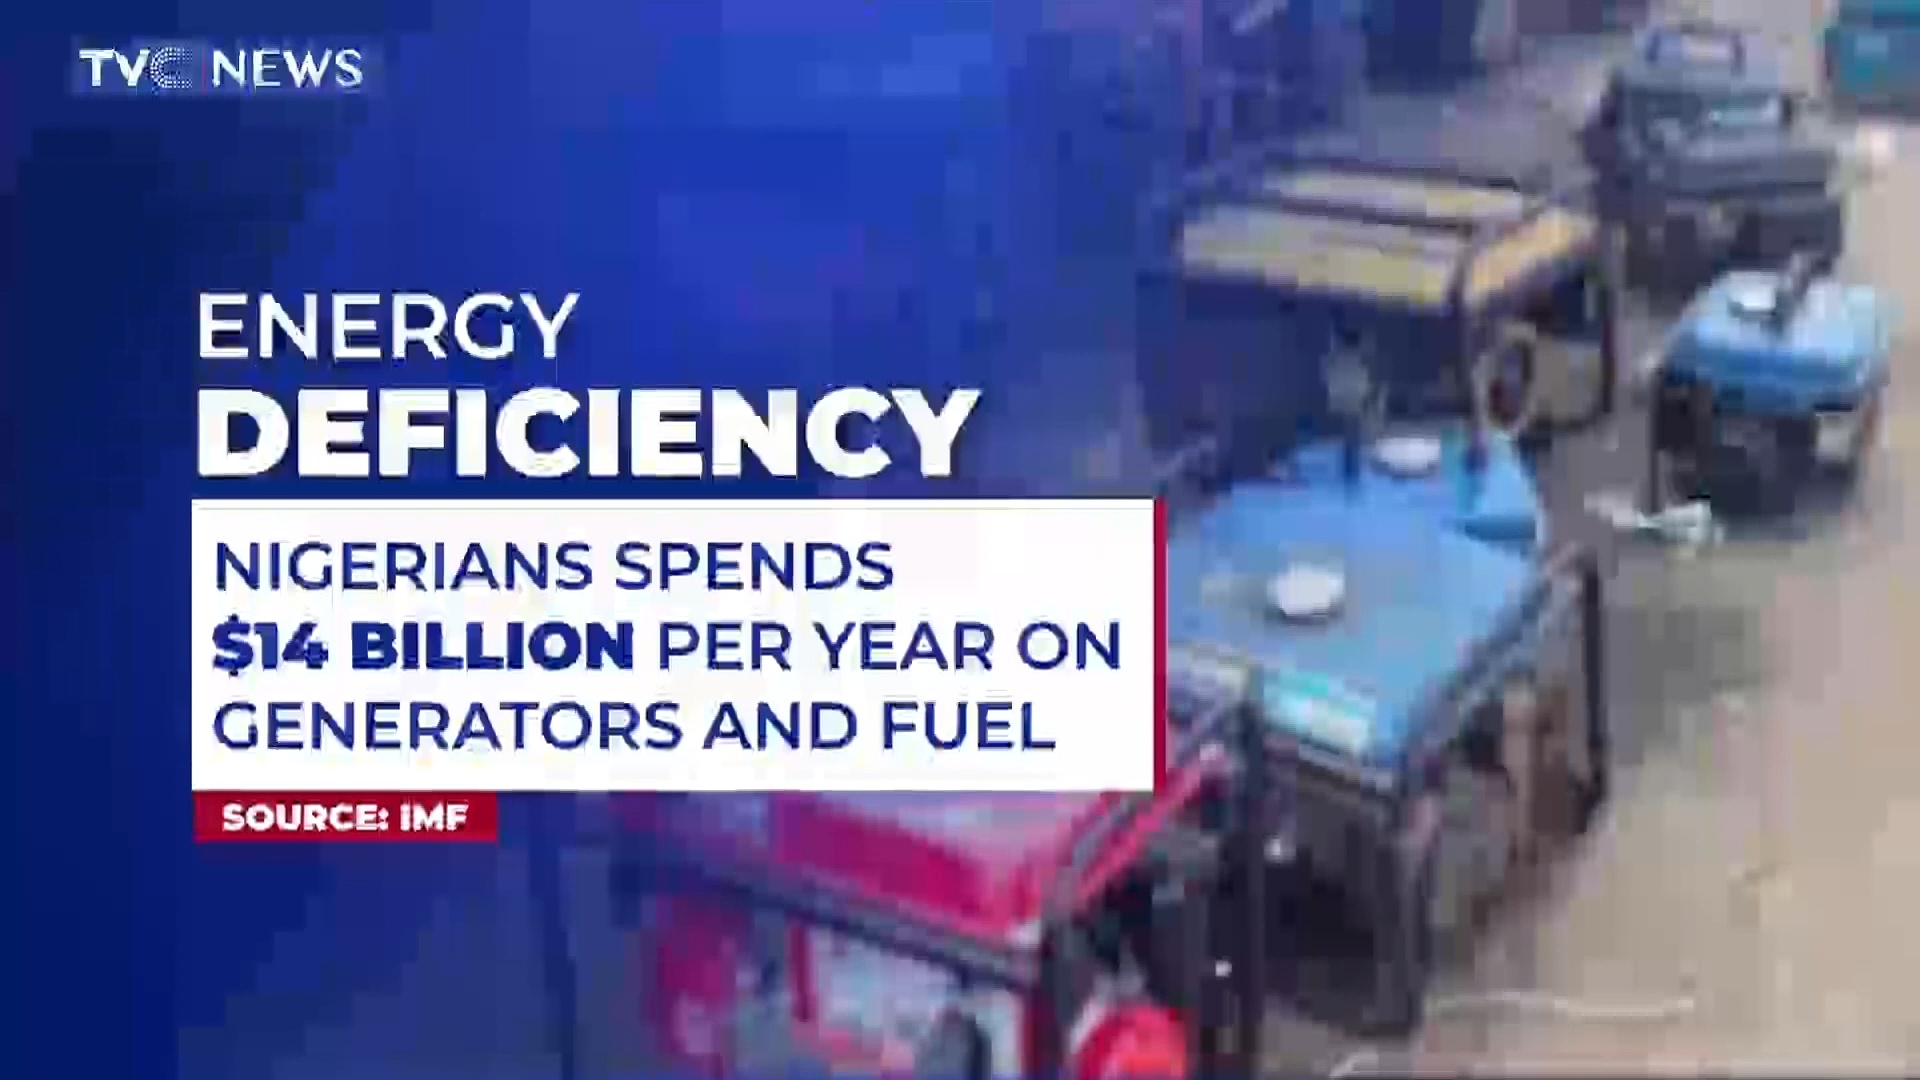 TVC NEWS
ENERGY
DEFICIENCY
NIGERIANS SPENDS
$14 BILLION PER YEAR ON
GENERATORS AND FUEL
SOURCE: IMF